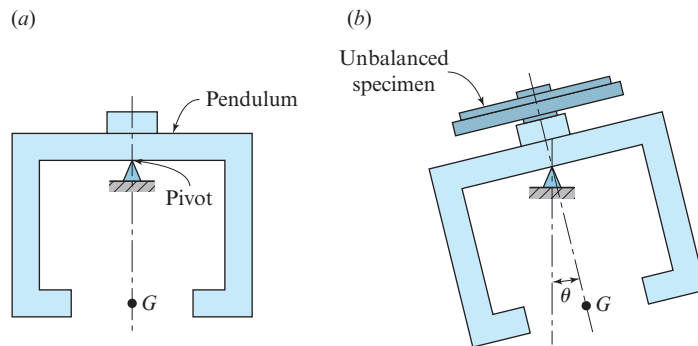 (a)
Pendulum
Pivot
G
(b)
Unbalanced
specimen
θ
G